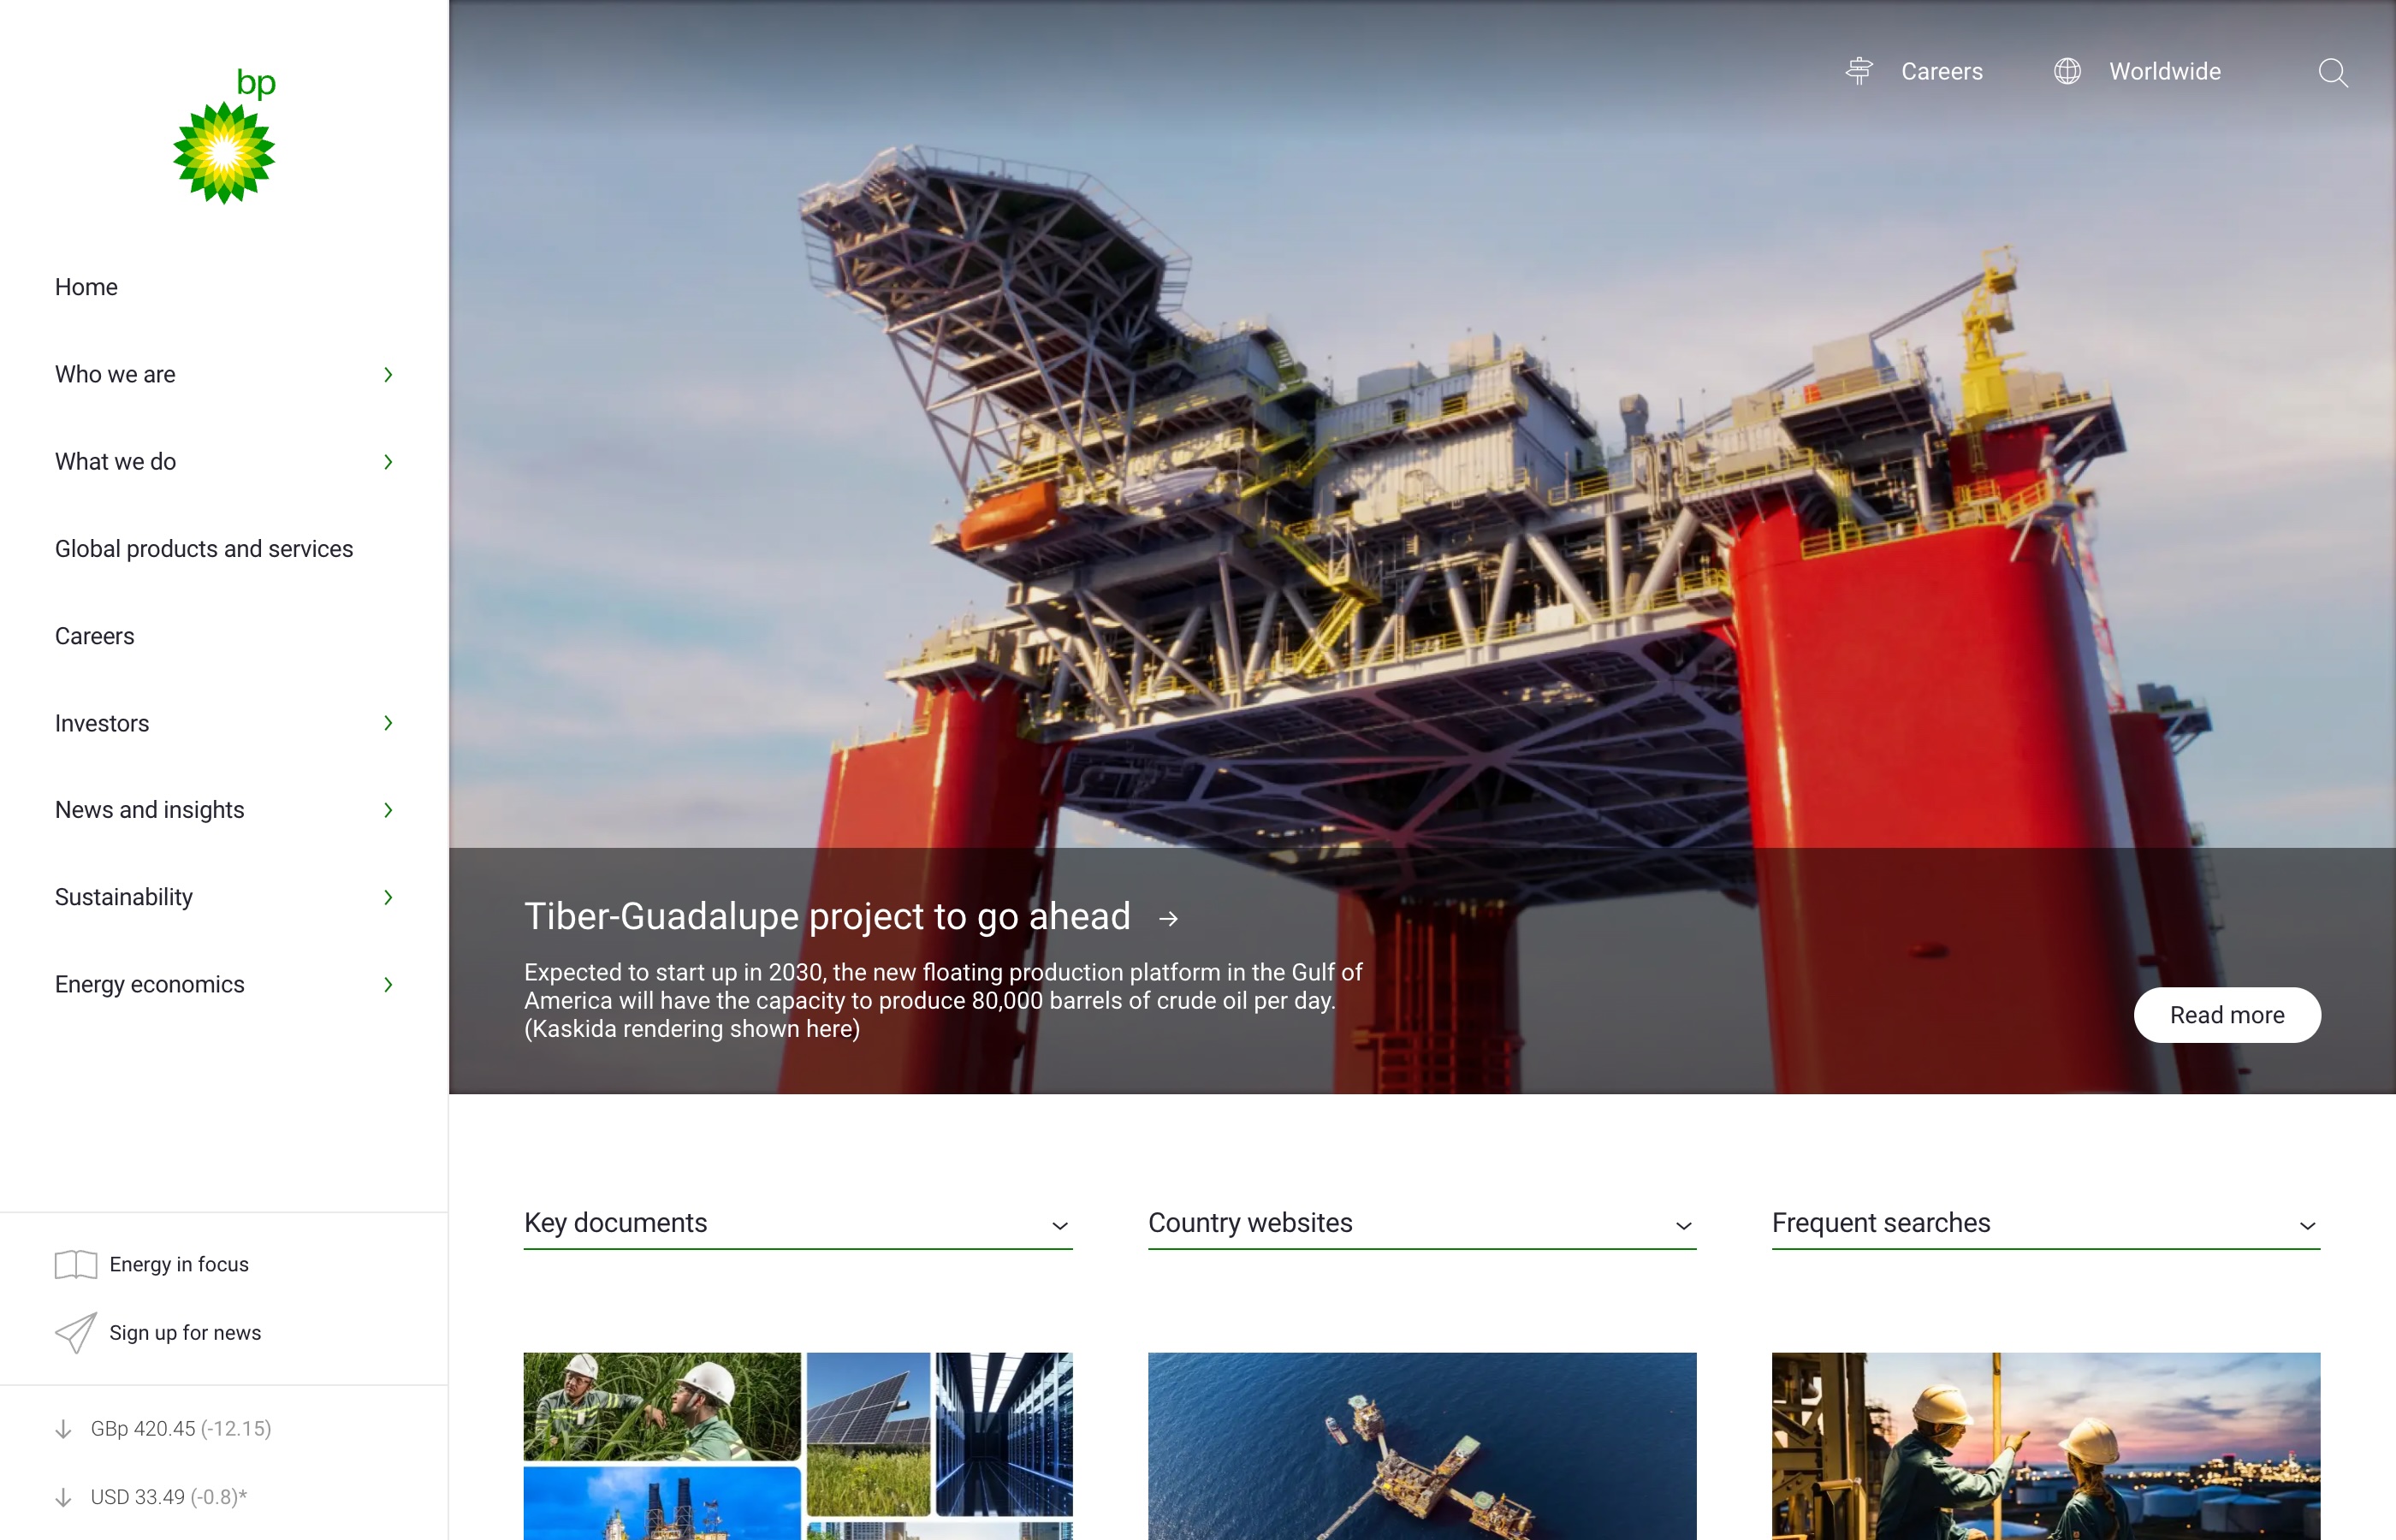 bp
Home
Who we are
What we do
Global products and services
Careers
Investors
News and insights
Sustainability
Energy economics
Energy in focus
Sign up for news
GBp 420.45 (-12.15)
USD 33.49 (-0.8)*
Careers
Worldwide
Tiber-Guadalupe project to go ahead
Expected to start up in 2030, the new floating production platform in the Gulf of
America will have the capacity to produce 80,000 barrels of crude oil per day.
(Kaskida rendering shown here)
Read more
Key documents
Country websites
Frequent searches